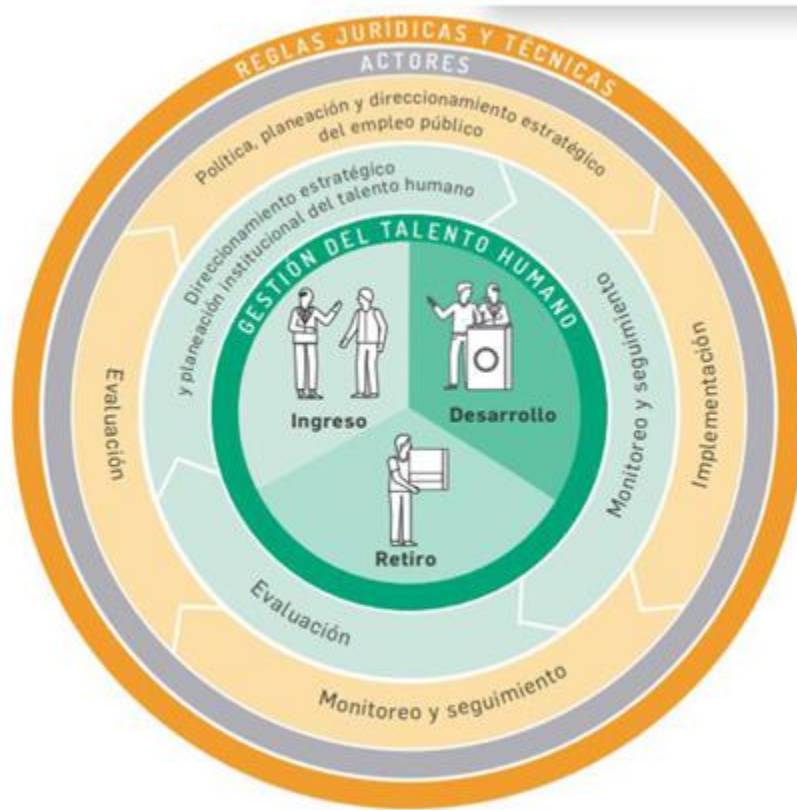 REGLAS JURÍDICAS Y TÉCNICAS
ACTORES
Política, planeación y direccionamiento estratégico
del empleo público
Implementación
Monitoreo y seguimiento
Evaluación
Direccionamiento estratégico
y planeación institucional del talento humano
Monitoreo y seguimiento
Evaluación
GESTIÓN DEL TALENTO HUMANO
Ingreso
Desarrollo
Retiro